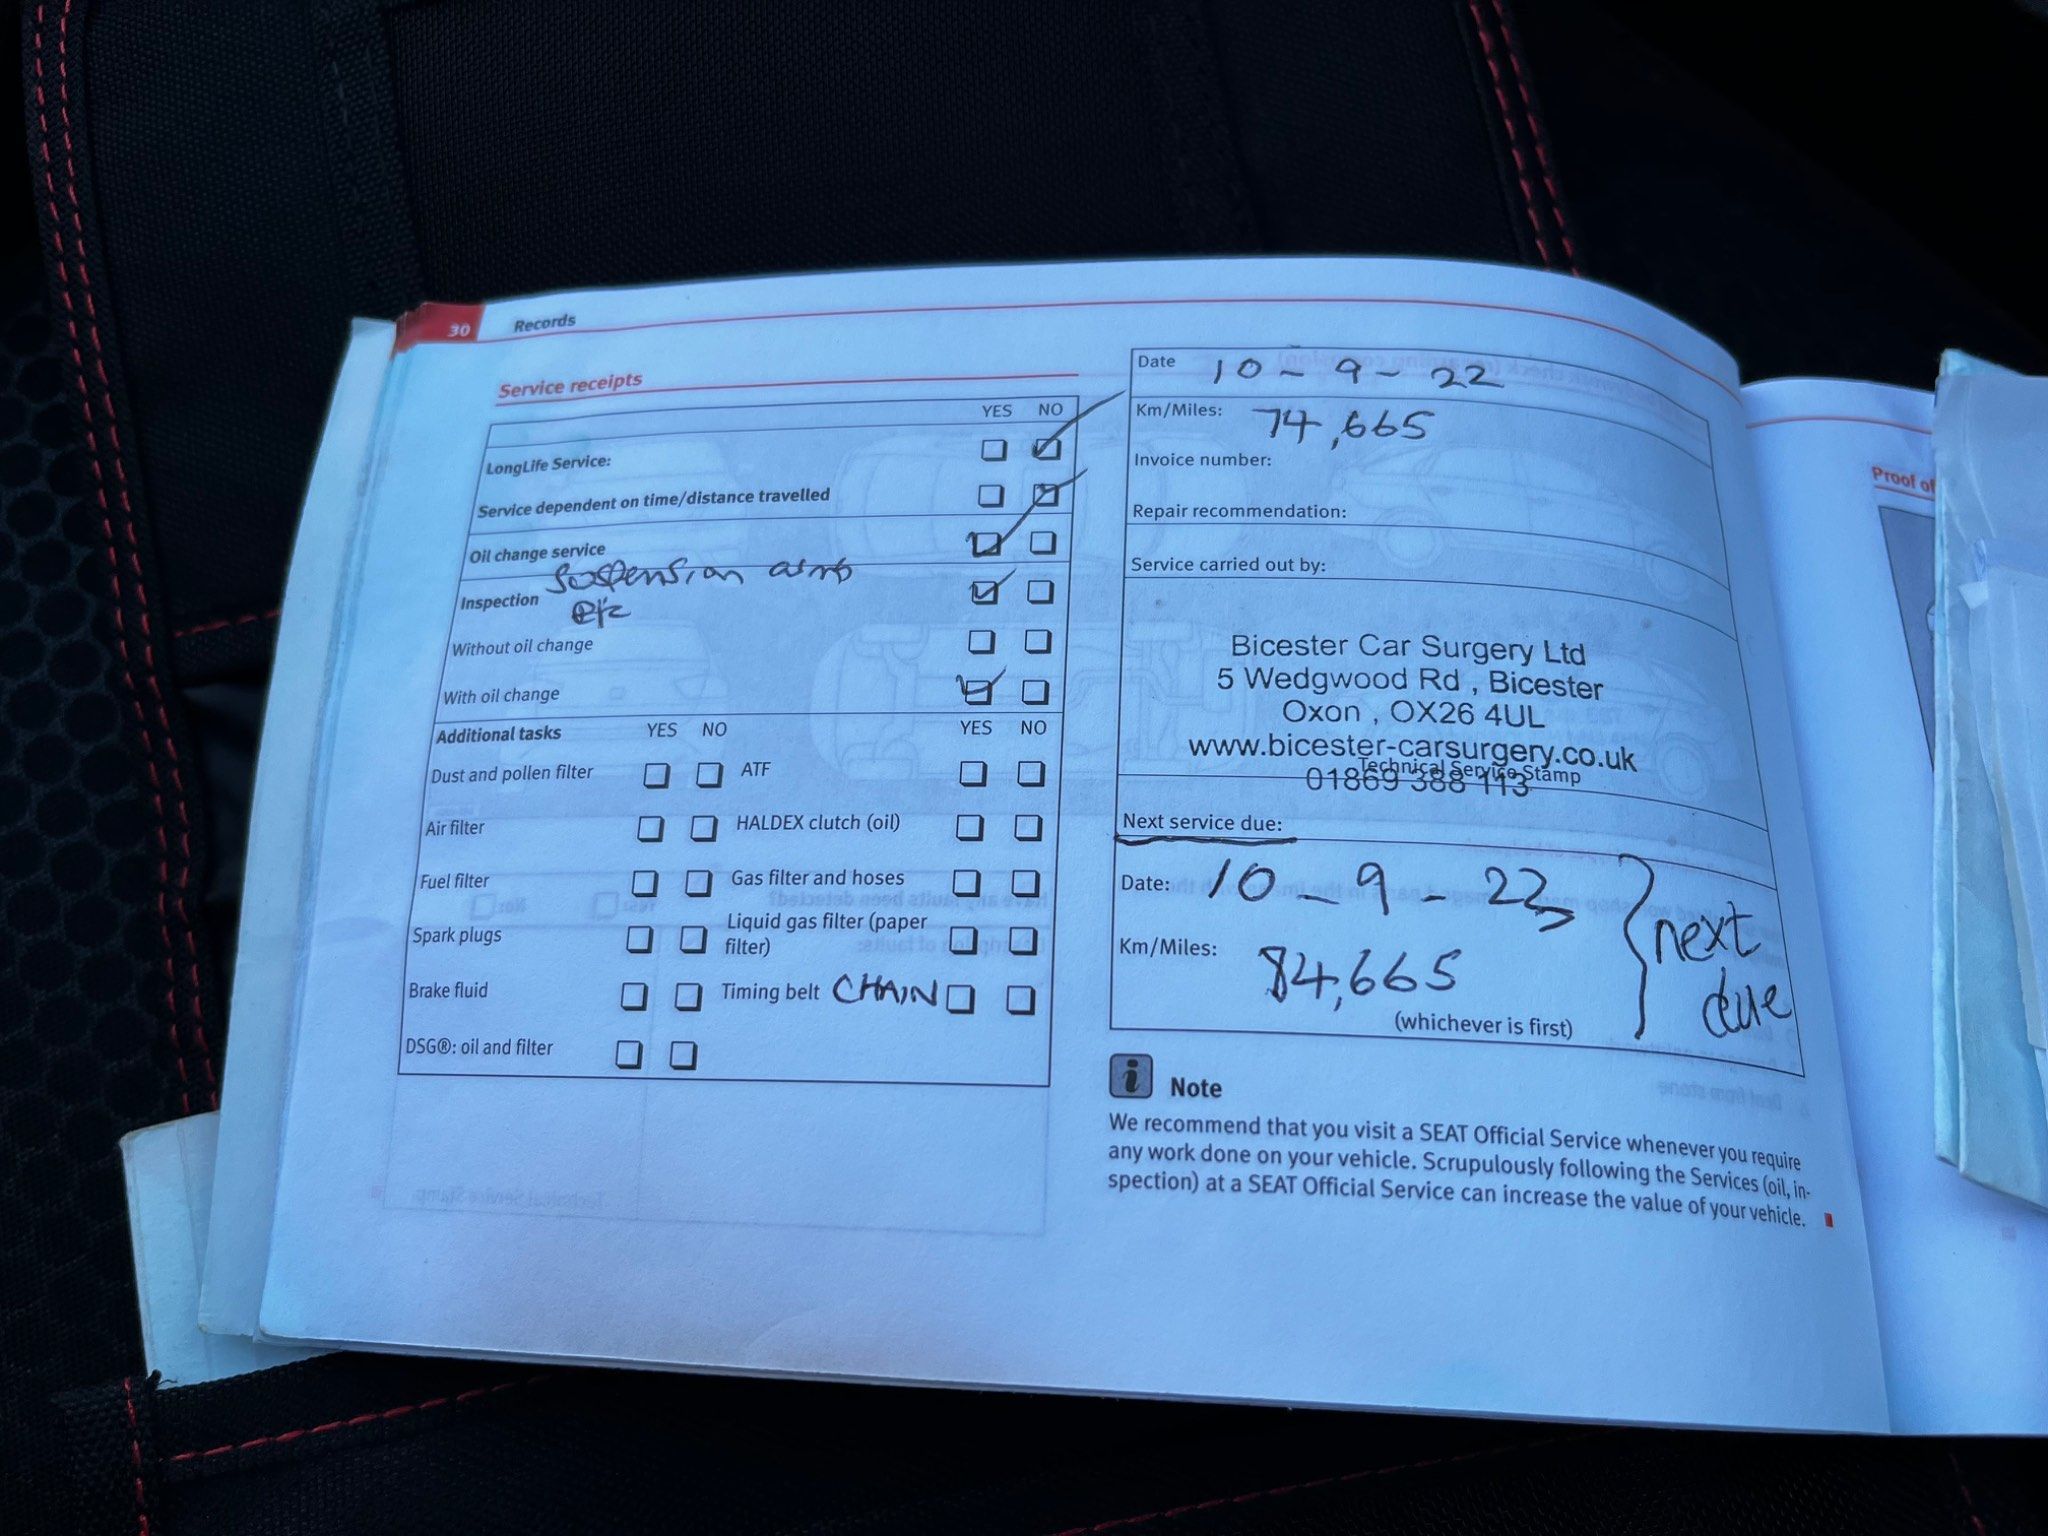 30 Records
Service receipts
YES NO
LongLife Service:
Service dependent on time/distance travelled
Oil change service
suspension arms
Inspection
etc
Without oil change
With oil change
Additional tasks YES NO YES NO
Dust and pollen filter ATF
Air filter HALDEX clutch (oil)
Fuel filter Gas filter and hoses
Spark plugs Liquid gas filter (paper
filter)
Brake fluid Timing belt CHAIN
DSG®: oil and filter
Date 10 - 9 - 22
Km/Miles: 74,665
Invoice number:
Repair recommendation:
Service carried out by:
Bicester Car Surgery Ltd
5 Wedgwood Rd , Bicester
Oxon , OX26 4UL
www.bicester-carsurgery.co.uk
Technical Service Stamp
01869 388 113
Next service due:
Date: 10 - 9 - 23
Km/Miles: 84,665
(whichever is first)
next
due
i Note
We recommend that you visit a SEAT Official Service whenever you require
any work done on your vehicle. Scrupulously following the Services (oil, in-
spection) at a SEAT Official Service can increase the value of your vehicle.
Proof of